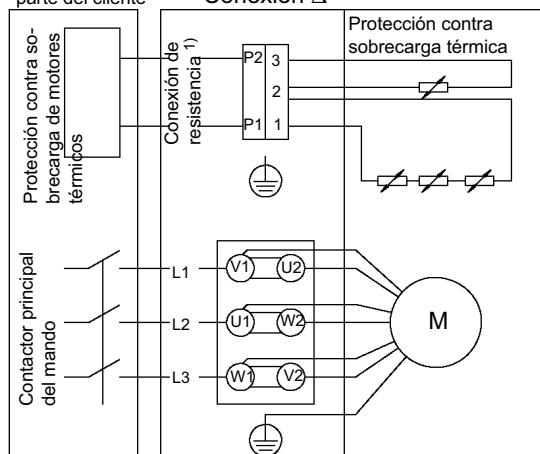 parte del cliente
Conexión Δ
Protección contra so-
brecarga de motores
térmicos
Conexión de
resistencia 1)
P2
3
2
P1
1
Protección contra
sobrecarga térmica
Contactor principal
del mando
L1
V1
U2
L2
U1
W2
L3
W1
V2
M